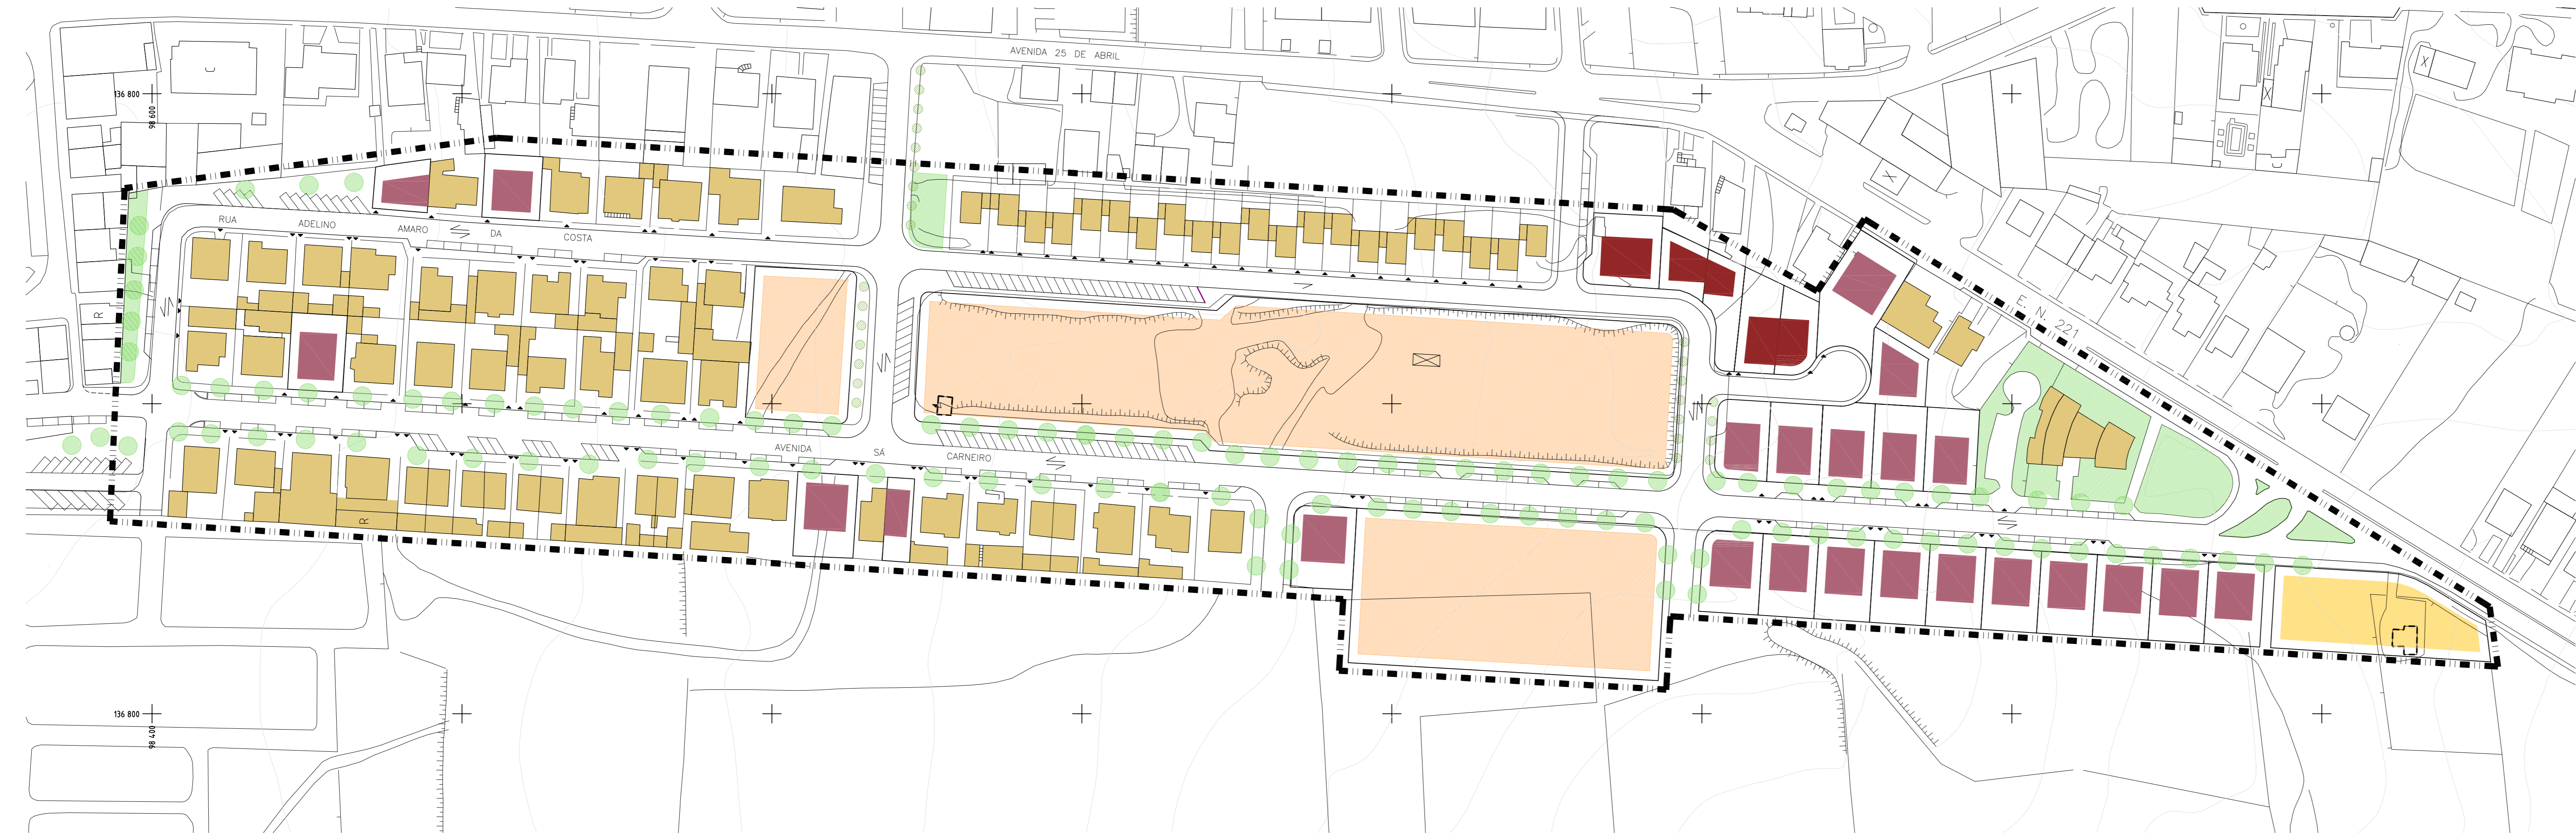 AVENIDA 25 DE ABRIL
136 800
98 600
RUA
ADELINO
AMARO
DA
COSTA
R
E. N. 221
AVENIDA
SÁ
CARNEIRO
R
136 800
98 400